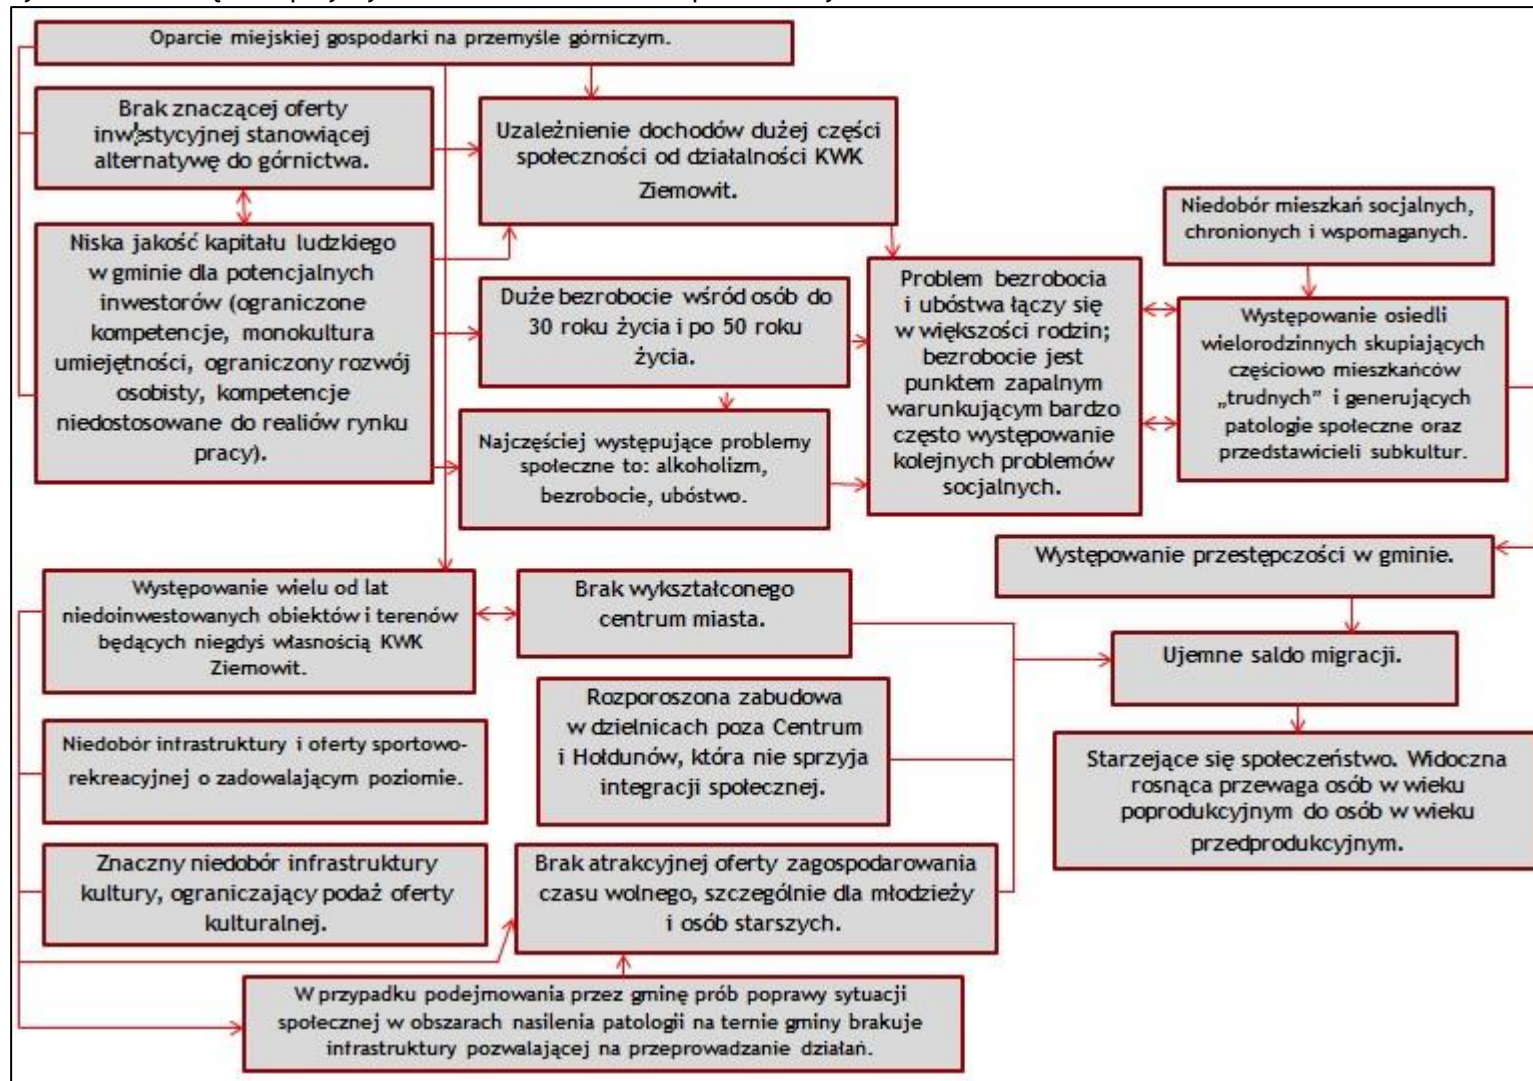 Oparcie miejskiej gospodarki na przemyśle górniczym.
Brak znaczącej oferty
inwestycyjnej stanowiącej
alternatywę do górnictwa.
Uzależnienie dochodów dużej części
społeczności od działalności KWK
Ziemowit.
Niedobór mieszkań socjalnych,
chronionych i wspomaganych.
Niska jakość kapitału ludzkiego
w gminie dla potencjalnych
inwestorów (ograniczone
kompetencje, monokultura
umiejętności, ograniczony rozwój
osobisty, kompetencje
niedostosowane do realiów rynku
pracy).
Duże bezrobocie wśród osób do
30 roku życia i po 50 roku
życia.
Problem bezrobocia
i ubóstwa łączy się
w większości rodzin;
bezrobocie jest
punktem zapalnym
warunkującym bardzo
często występowanie
kolejnych problemów
socjalnych.
Występowanie osiedli
wielorodzinnych skupiających
częściowo mieszkańców
„trudnych” i generujących
patologie społeczne oraz
przedstawicieli subkultur.
Najczęściej występujące problemy
społeczne to: alkoholizm,
bezrobocie, ubóstwo.
Występowanie przestępczości w gminie.
Występowanie wielu od lat
niedoinwestowanych obiektów i terenów
będących niegdyś własnością KWK
Ziemowit.
Brak wykształconego
centrum miasta.
Ujemne saldo migracji.
Niedobór infrastruktury i oferty sportowo-
rekreacyjnej o zadowalającym poziomie.
Rozporoszona zabudowa
w dzielnicach poza Centrum
i Hołdunów, która nie sprzyja
integracji społecznej.
Starzejące się społeczeństwo. Widoczna
rosnąca przewaga osób w wieku
poprodukcyjnym do osób w wieku
przedprodukcyjnym.
Znaczny niedobór infrastruktury
kultury, ograniczający podaż oferty
kulturalnej.
Brak atrakcyjnej oferty zagospodarowania
czasu wolnego, szczególnie dla młodzieży
i osób starszych.
W przypadku podejmowania przez gminę prób poprawy sytuacji
społecznej w obszarach nasilenia patologii na ternie gminy brakuje
infrastruktury pozwalającej na przeprowadzanie działań.